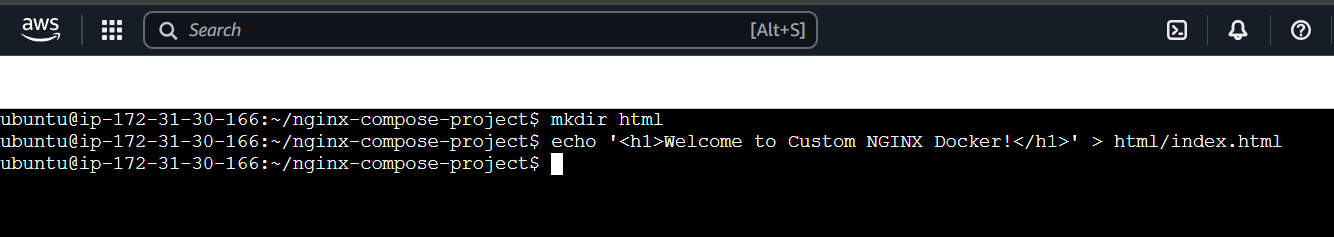 aws
Search
[Alt+S]
ubuntu@ip-172-31-30-166:~/nginx-compose-project$ mkdir html
ubuntu@ip-172-31-30-166:~/nginx-compose-project$ echo '<h1>Welcome to Custom NGINX Docker!</h1>' > html/index.html
ubuntu@ip-172-31-30-166:~/nginx-compose-project$